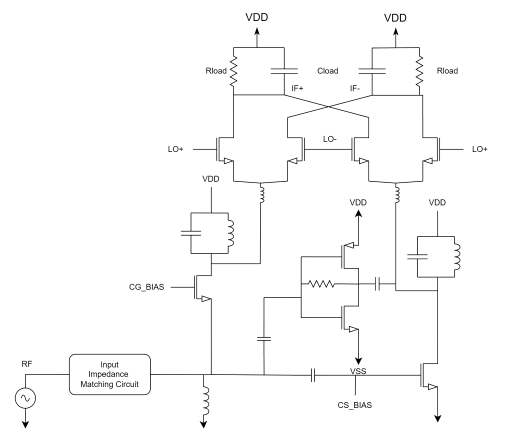 VDD
VDD
Rload
Cload
Rload
IF+
IF-
LO+
LO-
LO+
VDD
VDD
VDD
CG_BIAS
RF
Input
Impedance
Matching Circuit
VSS
CS_BIAS